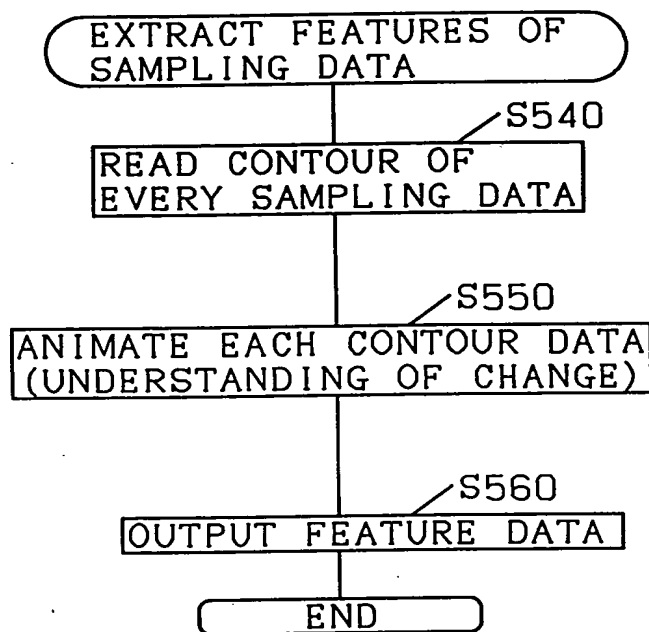 EXTRACT FEATURES OF
SAMPLING DATA
S540
READ CONTOUR OF
EVERY SAMPLING DATA
S550
ANIMATE EACH CONTOUR DATA
(UNDERSTANDING OF CHANGE)
S560
OUTPUT FEATURE DATA
END